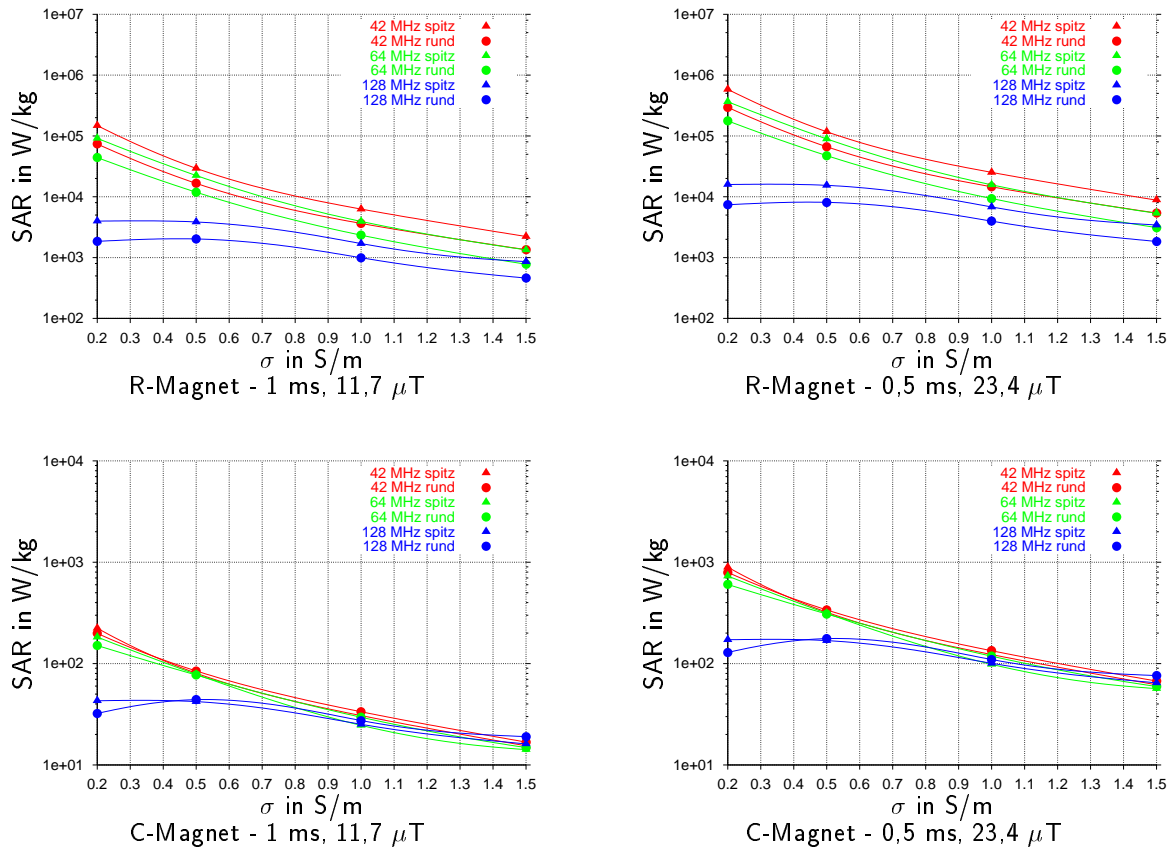 1e+07
1e+06
1e+05
1e+04
1e+03
1e+02
SAR in W/kg
42 MHz spitz
42 MHz rund
64 MHz spitz
64 MHz rund
128 MHz spitz
128 MHz rund
0.2 0.3 0.4 0.5 0.6 0.7 0.8 0.9 1.0 1.1 1.2 1.3 1.4 1.5
σ in S/m
R-Magnet - 1 ms, 11,7 μT
1e+07
1e+06
1e+05
1e+04
1e+03
1e+02
SAR in W/kg
42 MHz spitz
42 MHz rund
64 MHz spitz
64 MHz rund
128 MHz spitz
128 MHz rund
0.2 0.3 0.4 0.5 0.6 0.7 0.8 0.9 1.0 1.1 1.2 1.3 1.4 1.5
σ in S/m
R-Magnet - 0,5 ms, 23,4 μT
1e+04
1e+03
1e+02
1e+01
SAR in W/kg
42 MHz spitz
42 MHz rund
64 MHz spitz
64 MHz rund
128 MHz spitz
128 MHz rund
0.2 0.3 0.4 0.5 0.6 0.7 0.8 0.9 1.0 1.1 1.2 1.3 1.4 1.5
σ in S/m
C-Magnet - 1 ms, 11,7 μT
1e+04
1e+03
1e+02
1e+01
SAR in W/kg
42 MHz spitz
42 MHz rund
64 MHz spitz
64 MHz rund
128 MHz spitz
128 MHz rund
0.2 0.3 0.4 0.5 0.6 0.7 0.8 0.9 1.0 1.1 1.2 1.3 1.4 1.5
σ in S/m
C-Magnet - 0,5 ms, 23,4 μT